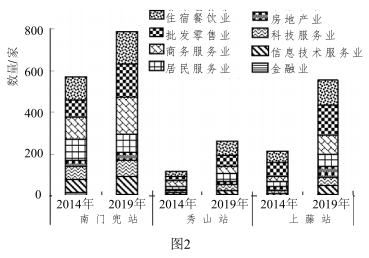 住宿餐饮业 房地产业
批发零售业 科技服务业
商务服务业 信息技术服务业
居民服务业 金融业
数量/家
800
600
400
200
0
2014年 2019年 2014年 2019年 2014年 2019年
南门兜站 秀山站 上藤站
图2